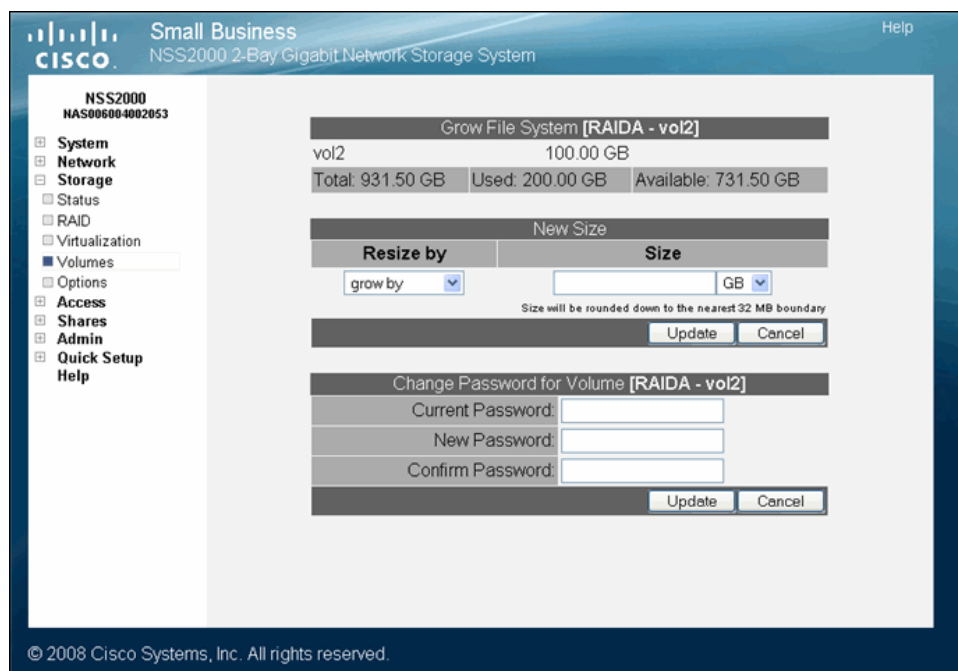 Small Business
Help
CISCO.
NSS2000 2-Bay Gigabit Network Storage System
NSS2000
NAS006004002053
System
Network
Storage
Status
RAID
Virtualization
Volumes
Options
Access
Shares
Admin
Quick Setup
Help
Grow File System [RAIDA - vol2]
vol2 100.00 GB
Total: 931.50 GB Used: 200.00 GB Available: 731.50 GB
New Size
Resize by Size
grow by GB
Size will be rounded down to the nearest 32 MB boundary
Update Cancel
Change Password for Volume [RAIDA - vol2]
Current Password:
New Password:
Confirm Password:
Update Cancel
© 2008 Cisco Systems, Inc. All rights reserved.